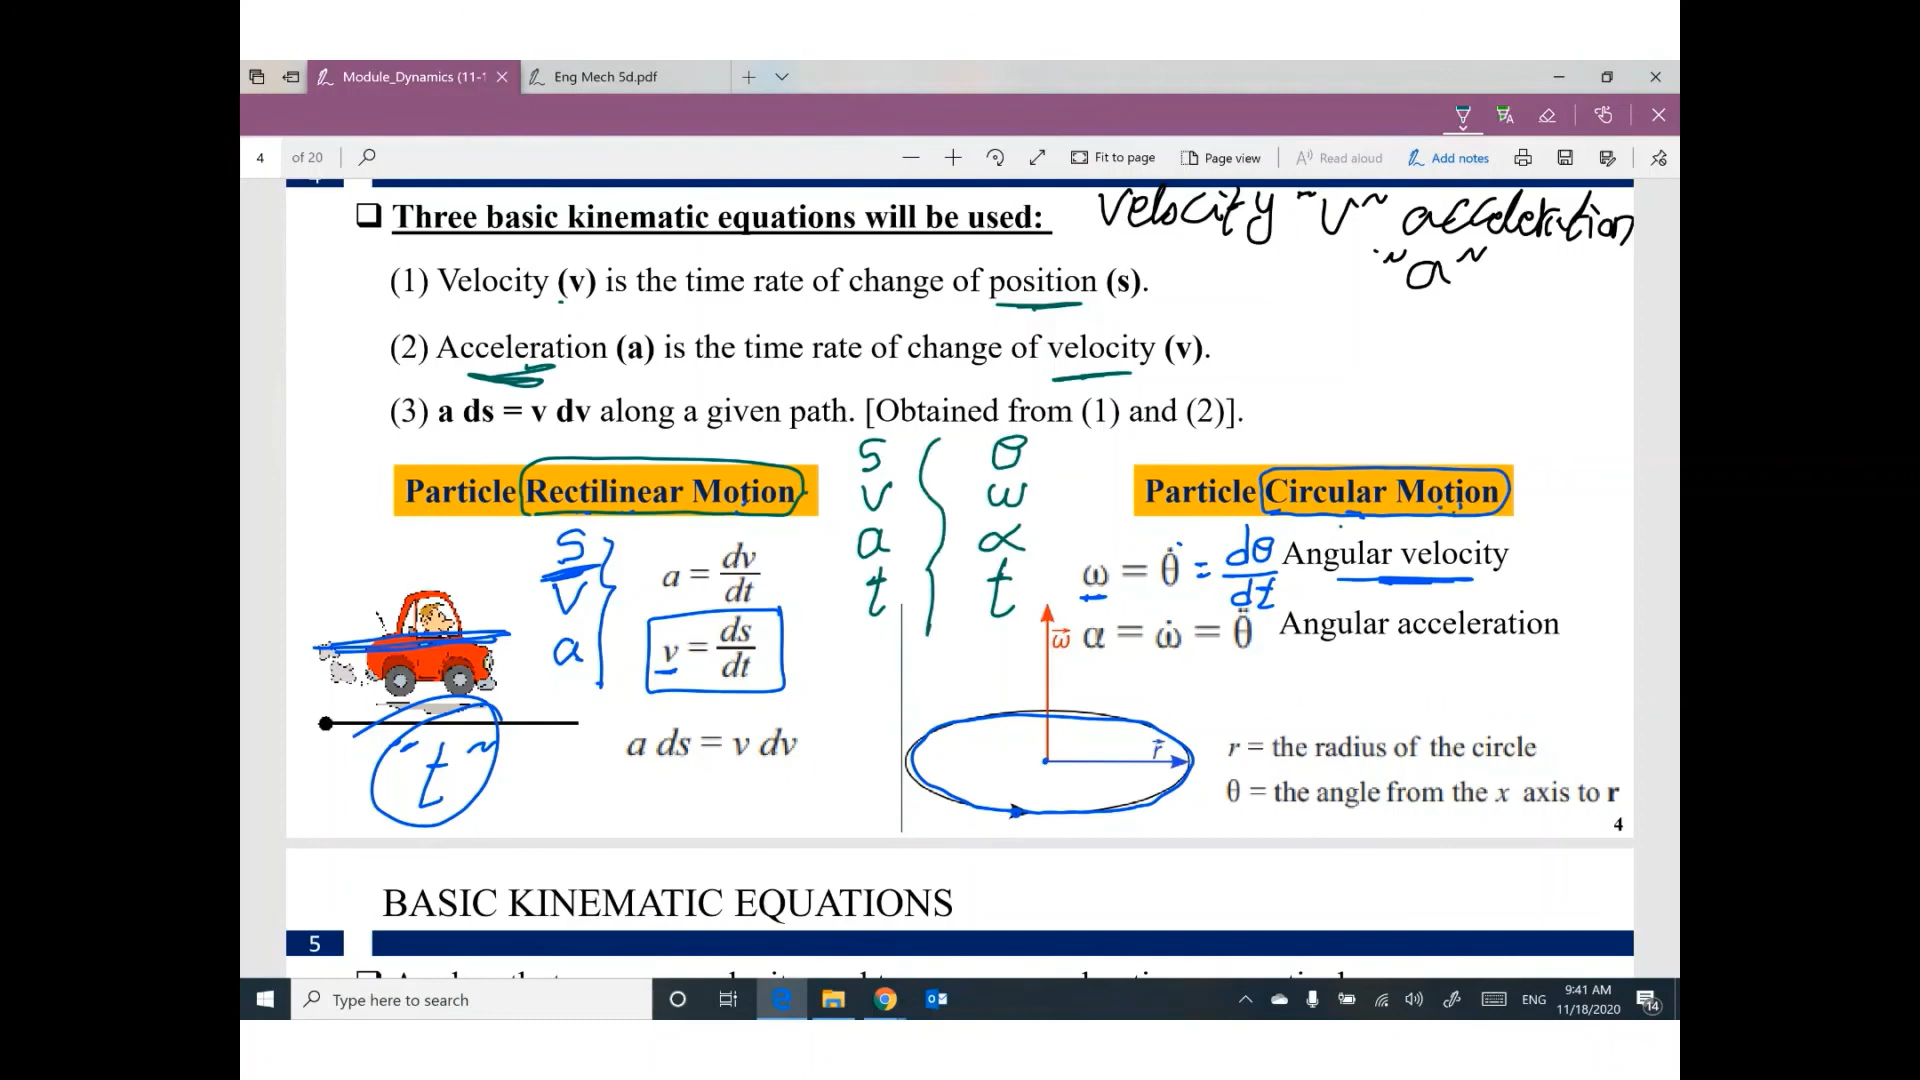 Module_Dynamics (11-1
Eng Mech 5d.pdf
4 of 20
Fit to page
Page view
Read aloud
Add notes
Three basic kinematic equations will be used:
velocity "v" acceleration
"a"
(1) Velocity (v) is the time rate of change of position (s).
(2) Acceleration (a) is the time rate of change of velocity (v).
(3) a ds = v dv along a given path. [Obtained from (1) and (2)].
Particle Rectilinear Motion
s
v
a
t
θ
ω
α
t
Particle Circular Motion
s
v
a
a = dv/dt
v = ds/dt
a ds = v dv
"t"
ω = θ̇ = dθ/dt Angular velocity
α = ω̇ = θ̈ Angular acceleration
ω⃗
r⃗
r = the radius of the circle
θ = the angle from the x axis to r
4
BASIC KINEMATIC EQUATIONS
5
Type here to search
ENG
9:41 AM
11/18/2020
14